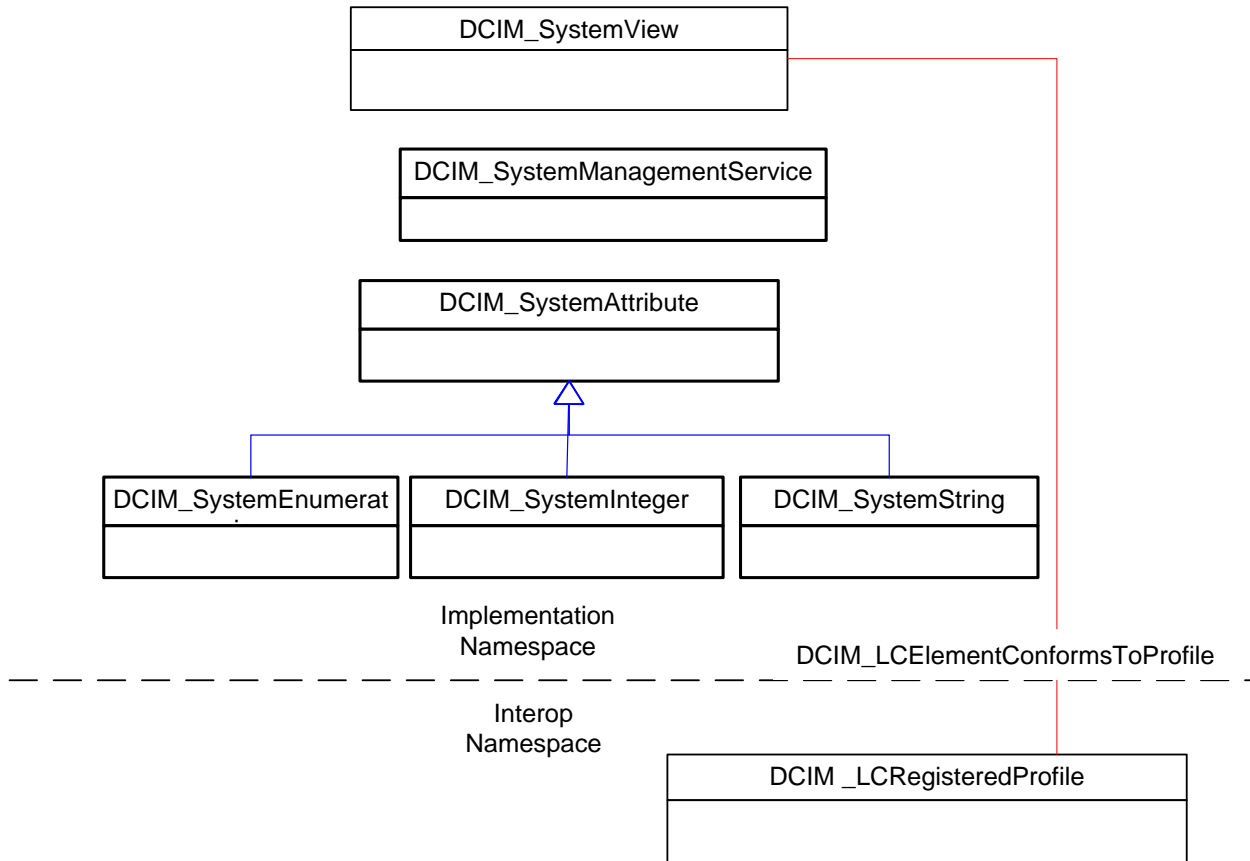 DCIM_SystemView
DCIM_SystemManagementService
DCIM_SystemAttribute
DCIM_SystemEnumerat
DCIM_SystemInteger
DCIM_SystemString
Implementation
Namespace
DCIM_LCElementConformsToProfile
Interop
Namespace
DCIM _LCRegisteredProfile